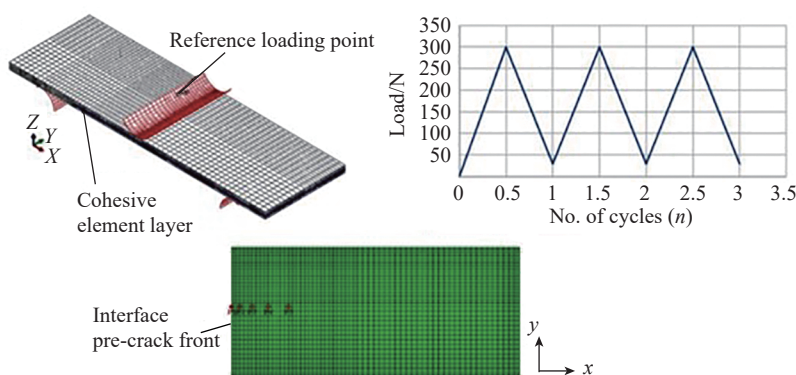 Reference loading point
Z
Y
X
Cohesive
element layer
350
300
250
200
150
100
50
Load/N
0 0.5 1 1.5 2 2.5 3 3.5
No. of cycles (n)
Interface
pre-crack front
y
x